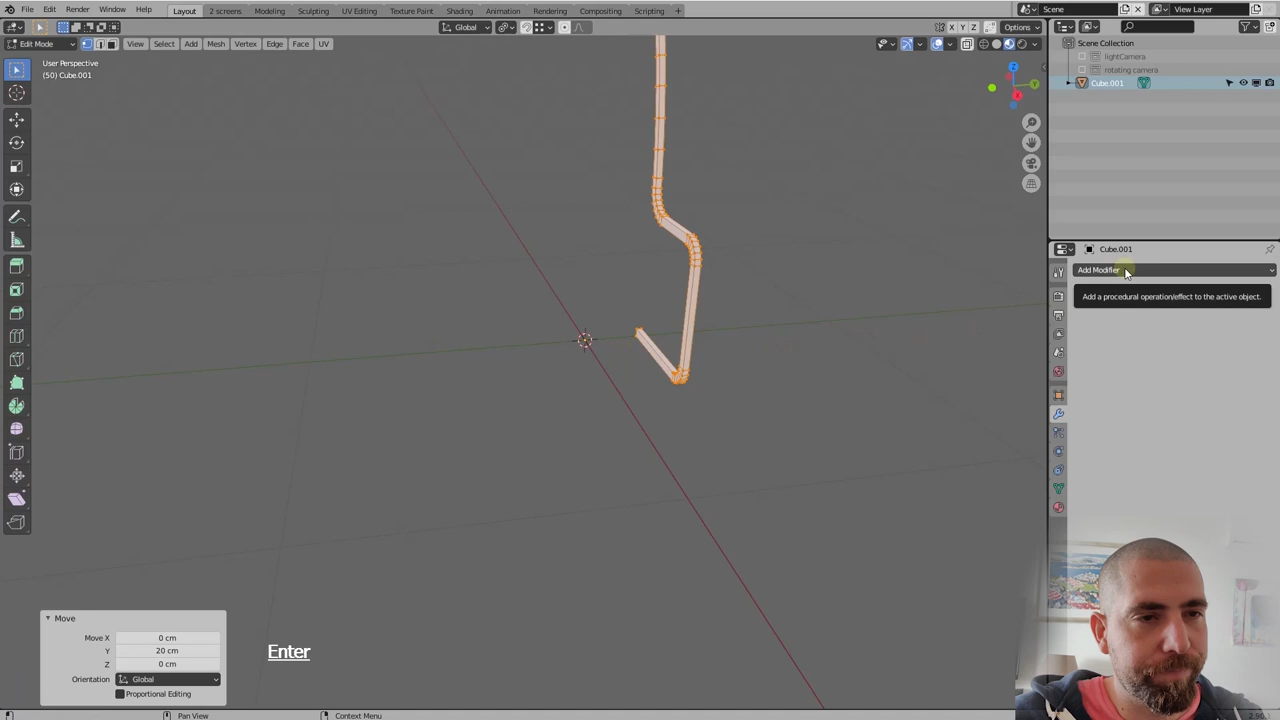 File Edit Render Window Help Layout 2 screens Modeling Sculpting UV Editing Texture Paint Shading Animation Rendering Compositing Scripting + Scene View Layer
Global X Y Z Options
Edit Mode View Select Add Mesh Vertex Edge Face UV
User Perspective
(50) Cube.001
Z
Y
X
Scene Collection
lightCamera
rotating camera
Cube.001
Cube.001
Add Modifier
Add a procedural operation/effect to the active object.
Move
Move X 0 cm
Y 20 cm
Z 0 cm
Orientation Global
Proportional Editing
Enter
Pan View Context Menu